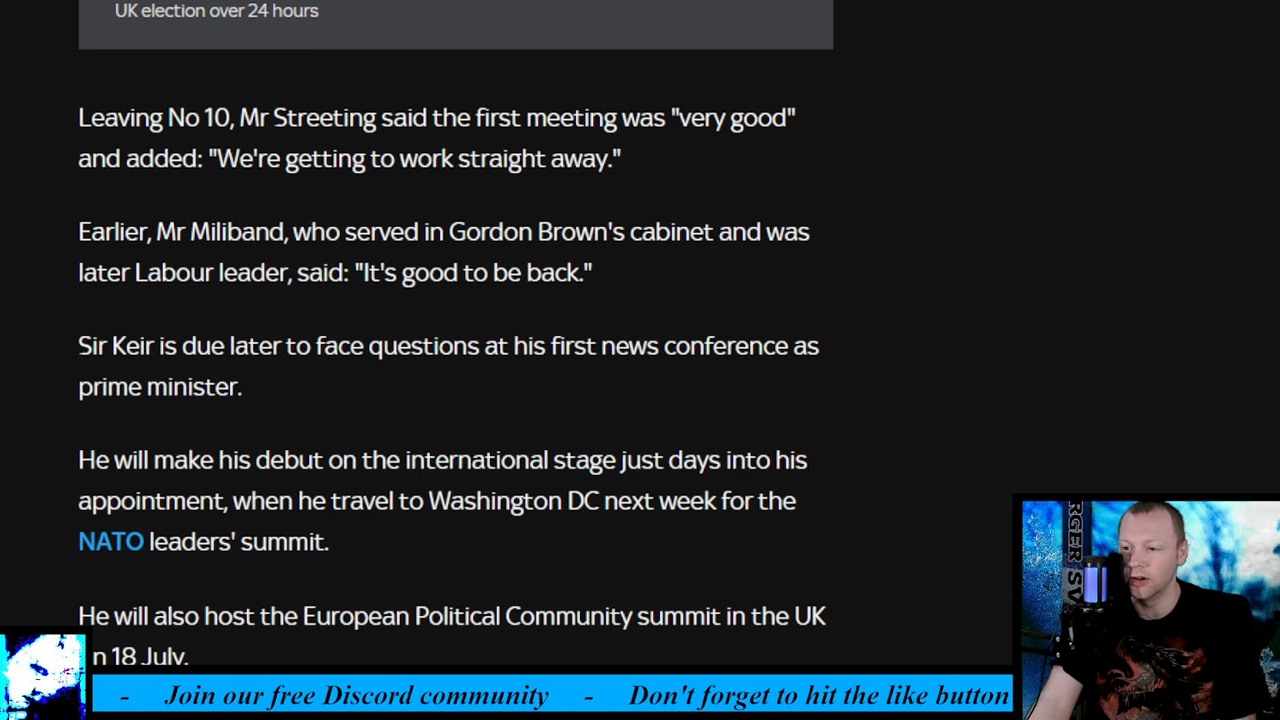 UK election over 24 hours
Leaving No 10, Mr Streeting said the first meeting was "very good"
and added: "We're getting to work straight away."
Earlier, Mr Miliband, who served in Gordon Brown's cabinet and was
later Labour leader, said: "It's good to be back."
Sir Keir is due later to face questions at his first news conference as
prime minister.
He will make his debut on the international stage just days into his
appointment, when he travel to Washington DC next week for the
NATO leaders' summit.
He will also host the European Political Community summit in the UK
n 18 July.
- Join our free Discord community - Don't forget to hit the like button